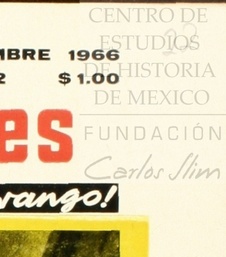 CENTRO DE
ESTUDIOS
DE HISTORIA
DE MEXICO
FUNDACIÓN
Carlos Slim
MBRE 1966
2 $1.00
es
rango!